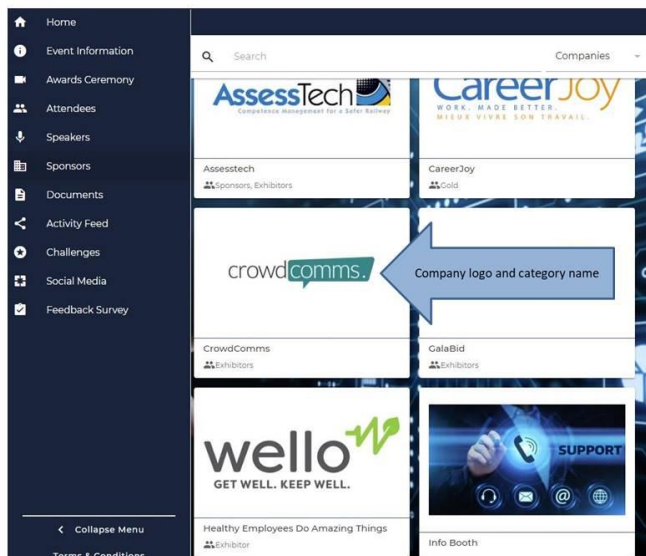 Home
Event Information
Awards Ceremony
Attendees
Speakers
Sponsors
Documents
Activity Feed
Challenges
Social Media
Feedback Survey
Collapse Menu
Terms & Conditions
Search
Companies
AssessTech
Competence Management for a Safer Railway
Assesstech
Sponsors, Exhibitors
CareerJoy
WORK. MADE BETTER.
MIEUX VIVRE SON TRAVAIL.
CareerJoy
Gold
crowdcomms.
CrowdComms
Exhibitors
Company logo and category name
GalaBid
Exhibitors
wello
GET WELL. KEEP WELL.
Healthy Employees Do Amazing Things
Exhibitor
SUPPORT
Info Booth